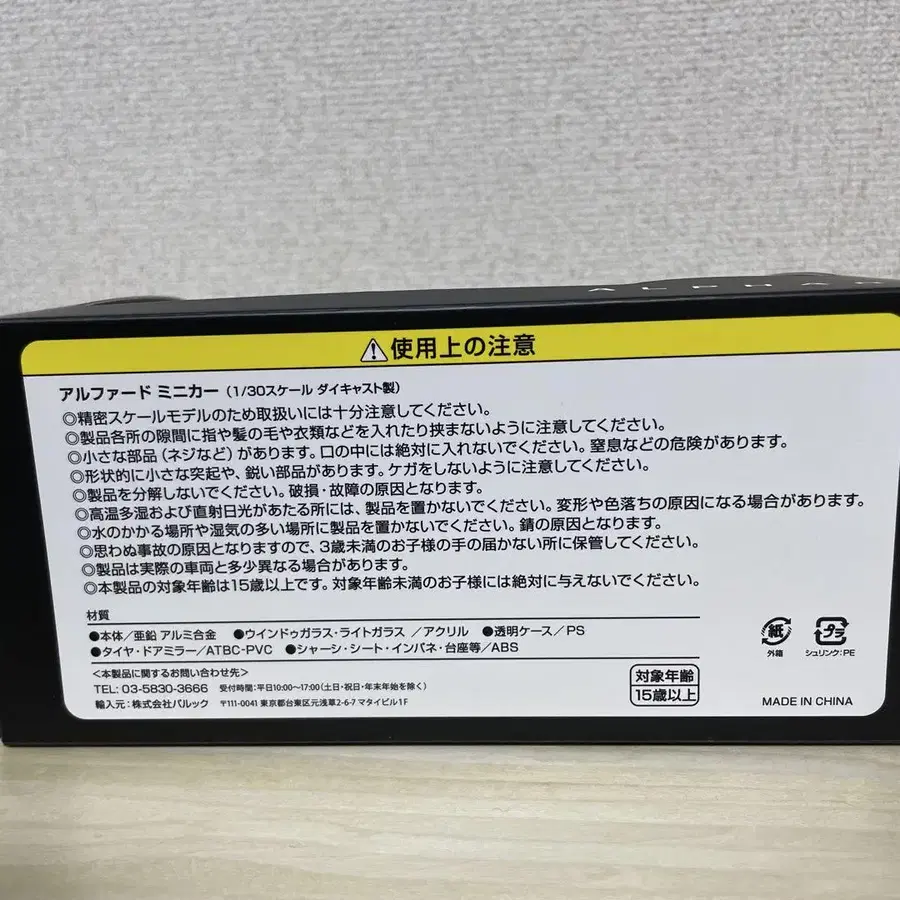 ALPHA
⚠使用上の注意
アルファード ミニカー（1/30スケール ダイキャスト製）
◎精密スケールモデルのため取扱いには十分注意してください。
◎製品各所の隙間に指や髪の毛や衣類などを入れたり挟まないように注意してください。
◎小さな部品（ネジなど）があります。口の中には絶対に入れないでください。窒息などの危険があります。
◎形状的に小さな突起や、鋭い部品があります。ケガをしないように注意してください。
◎製品を分解しないでください。破損・故障の原因となります。
◎高温多湿および直射日光があたる所には、製品を置かないでください。変形や色落ちの原因になる場合があります。
◎水のかかる場所や湿気の多い場所に製品を置かないでください。錆の原因となります。
◎思わぬ事故の原因となりますので、3歳未満のお子様の手の届かない所に保管してください。
◎製品は実際の車両と多少異なる場合があります。
◎本製品の対象年齢は15歳以上です。対象年齢未満のお子様には絶対に与えないでください。
材質
●本体／亜鉛 アルミ合金 ●ウインドゥガラス・ライトガラス ／アクリル ●透明ケース／PS
●タイヤ・ドアミラー／ATBC-PVC ●シャーシ・シート・インパネ・台座等／ABS
＜本製品に関するお問い合わせ先＞
TEL: 03-5830-3666 受付時間：平日10:00〜17:00（土日・祝日・年末年始を除く）
輸入元：株式会社パルック 〒111-0041 東京都台東区元浅草2-6-7 マタイビル1F
対象年齢
15歳以上
紙
外箱
プラ
シュリンク：PE
MADE IN CHINA